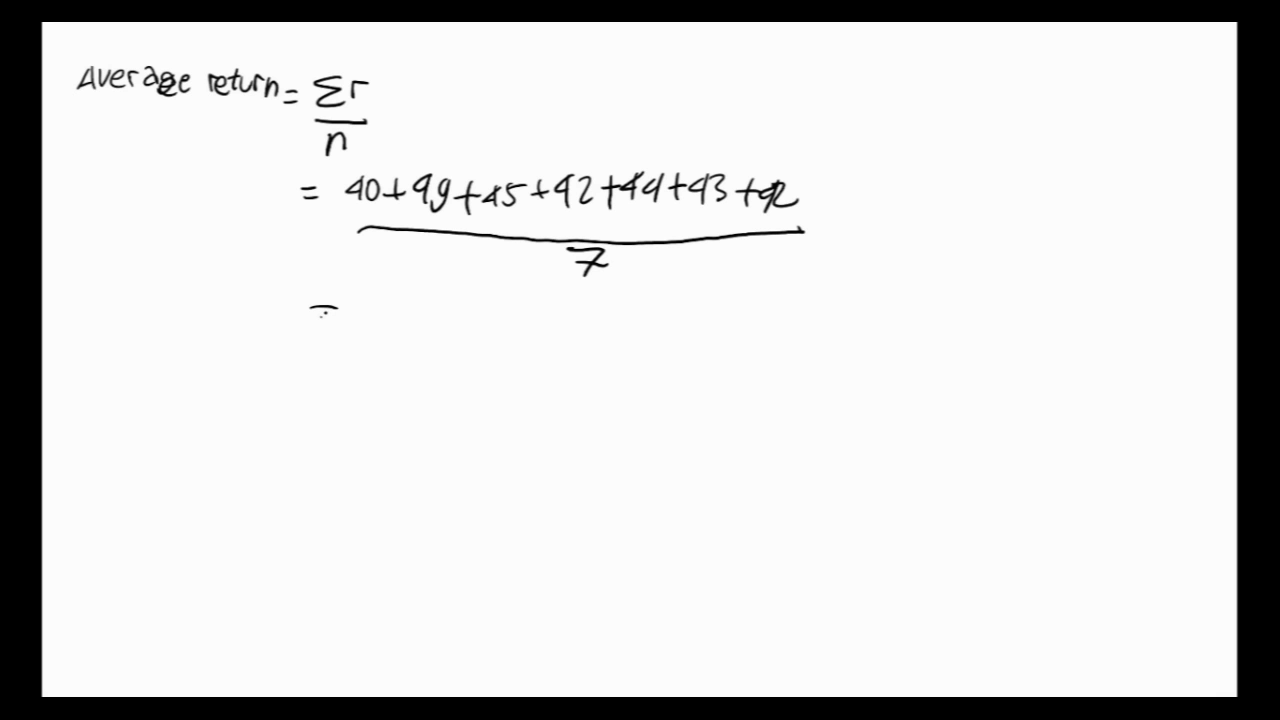 Average return = Σr
n
= 40+49+45+42+44+43+42
7
=